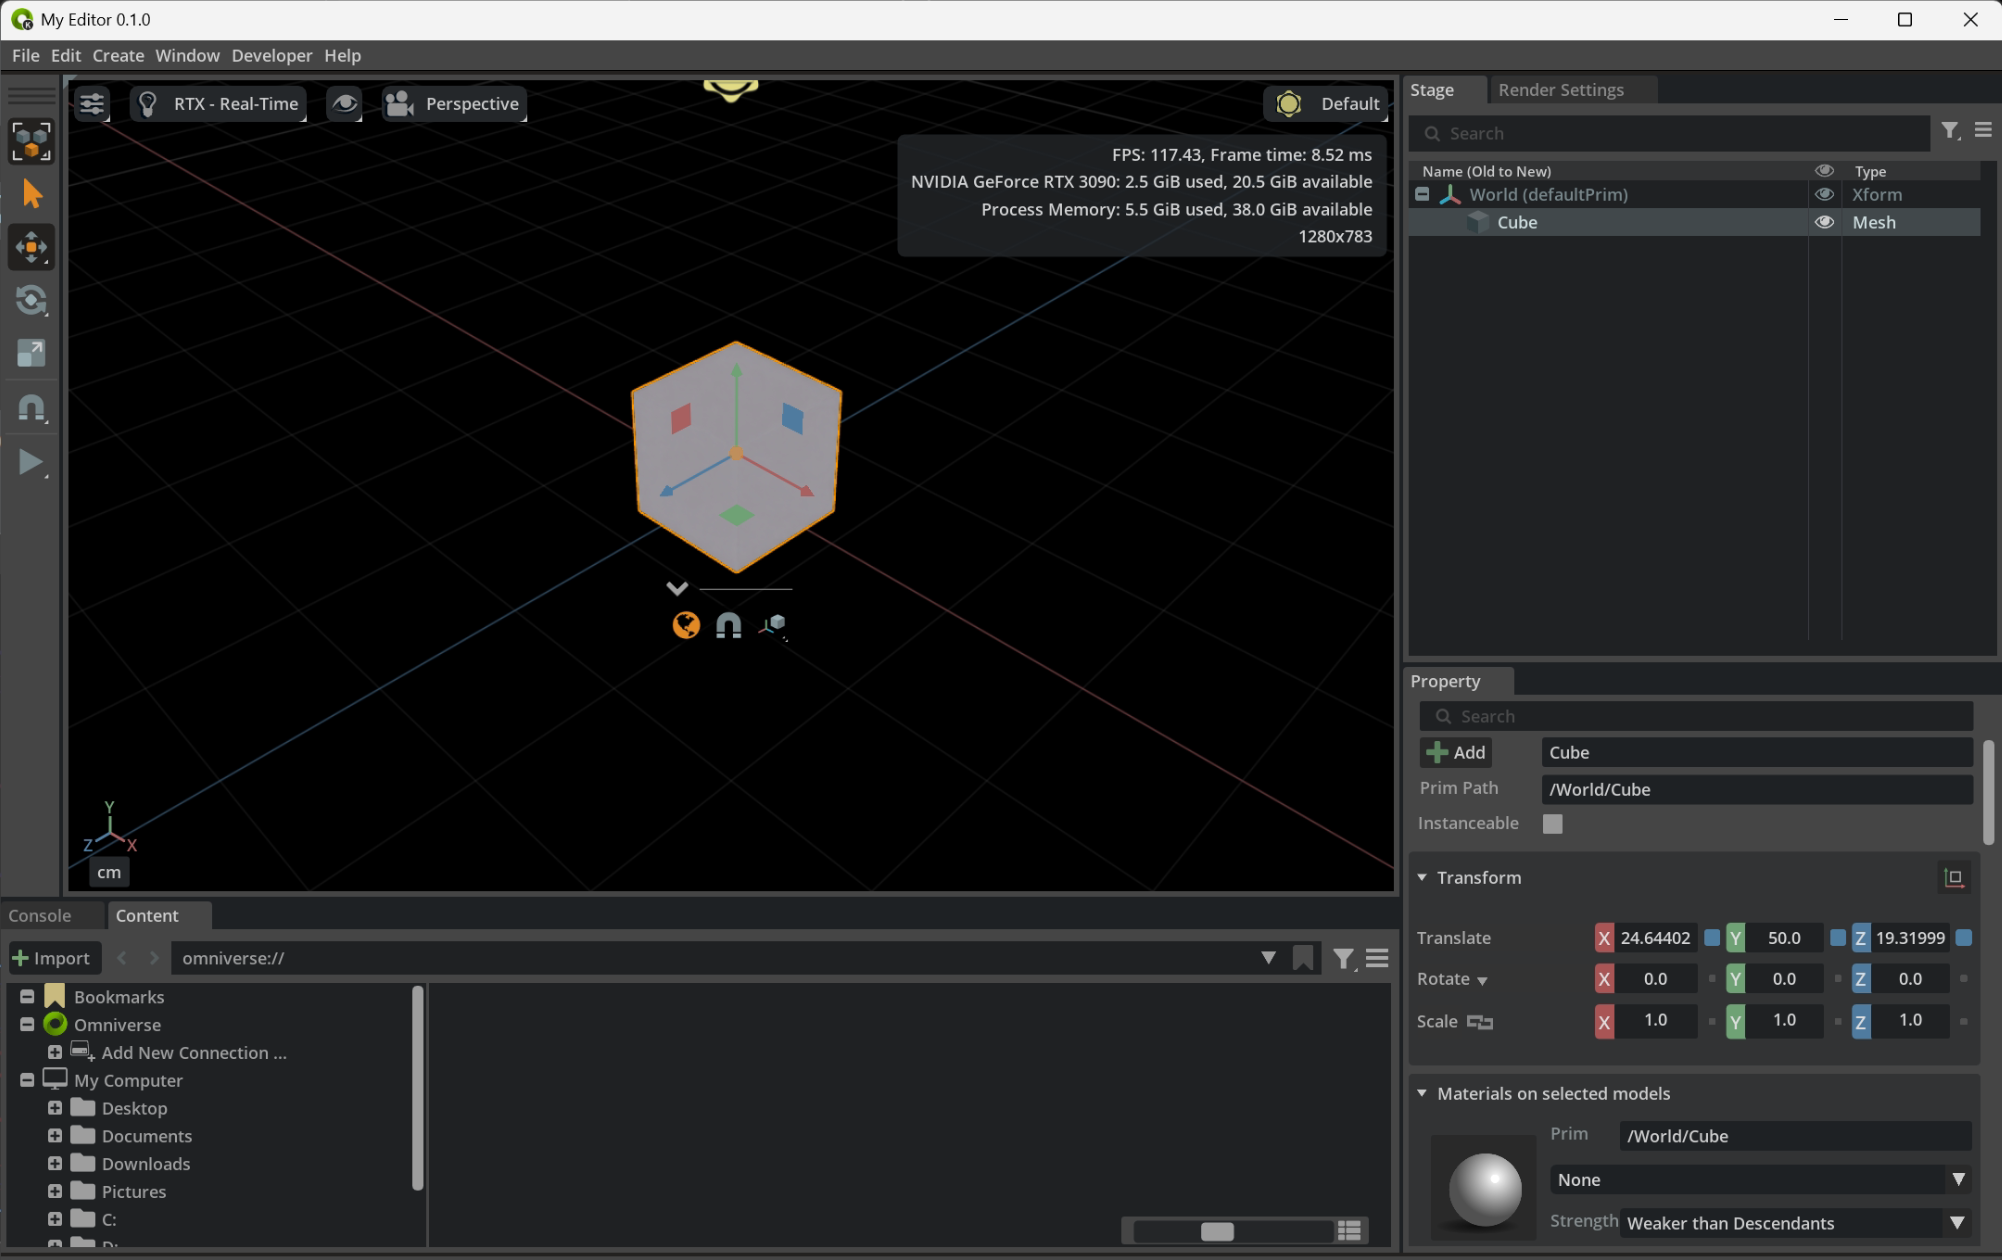 My Editor 0.1.0
File Edit Create Window Developer Help
RTX - Real-Time
Perspective
Default
FPS: 117.43, Frame time: 8.52 ms
NVIDIA GeForce RTX 3090: 2.5 GiB used, 20.5 GiB available
Process Memory: 5.5 GiB used, 38.0 GiB available
1280x783
Y
Z X
cm
Stage Render Settings
Search
Name (Old to New) Type
World (defaultPrim) Xform
Cube Mesh
Property
Search
Add Cube
Prim Path /World/Cube
Instanceable
Transform
Translate X 24.64402 Y 50.0 Z 19.31999
Rotate X 0.0 Y 0.0 Z 0.0
Scale X 1.0 Y 1.0 Z 1.0
Materials on selected models
Prim /World/Cube
None
Strength Weaker than Descendants
Console Content
Import omniverse://
Bookmarks
Omniverse
Add New Connection ...
My Computer
Desktop
Documents
Downloads
Pictures
C: